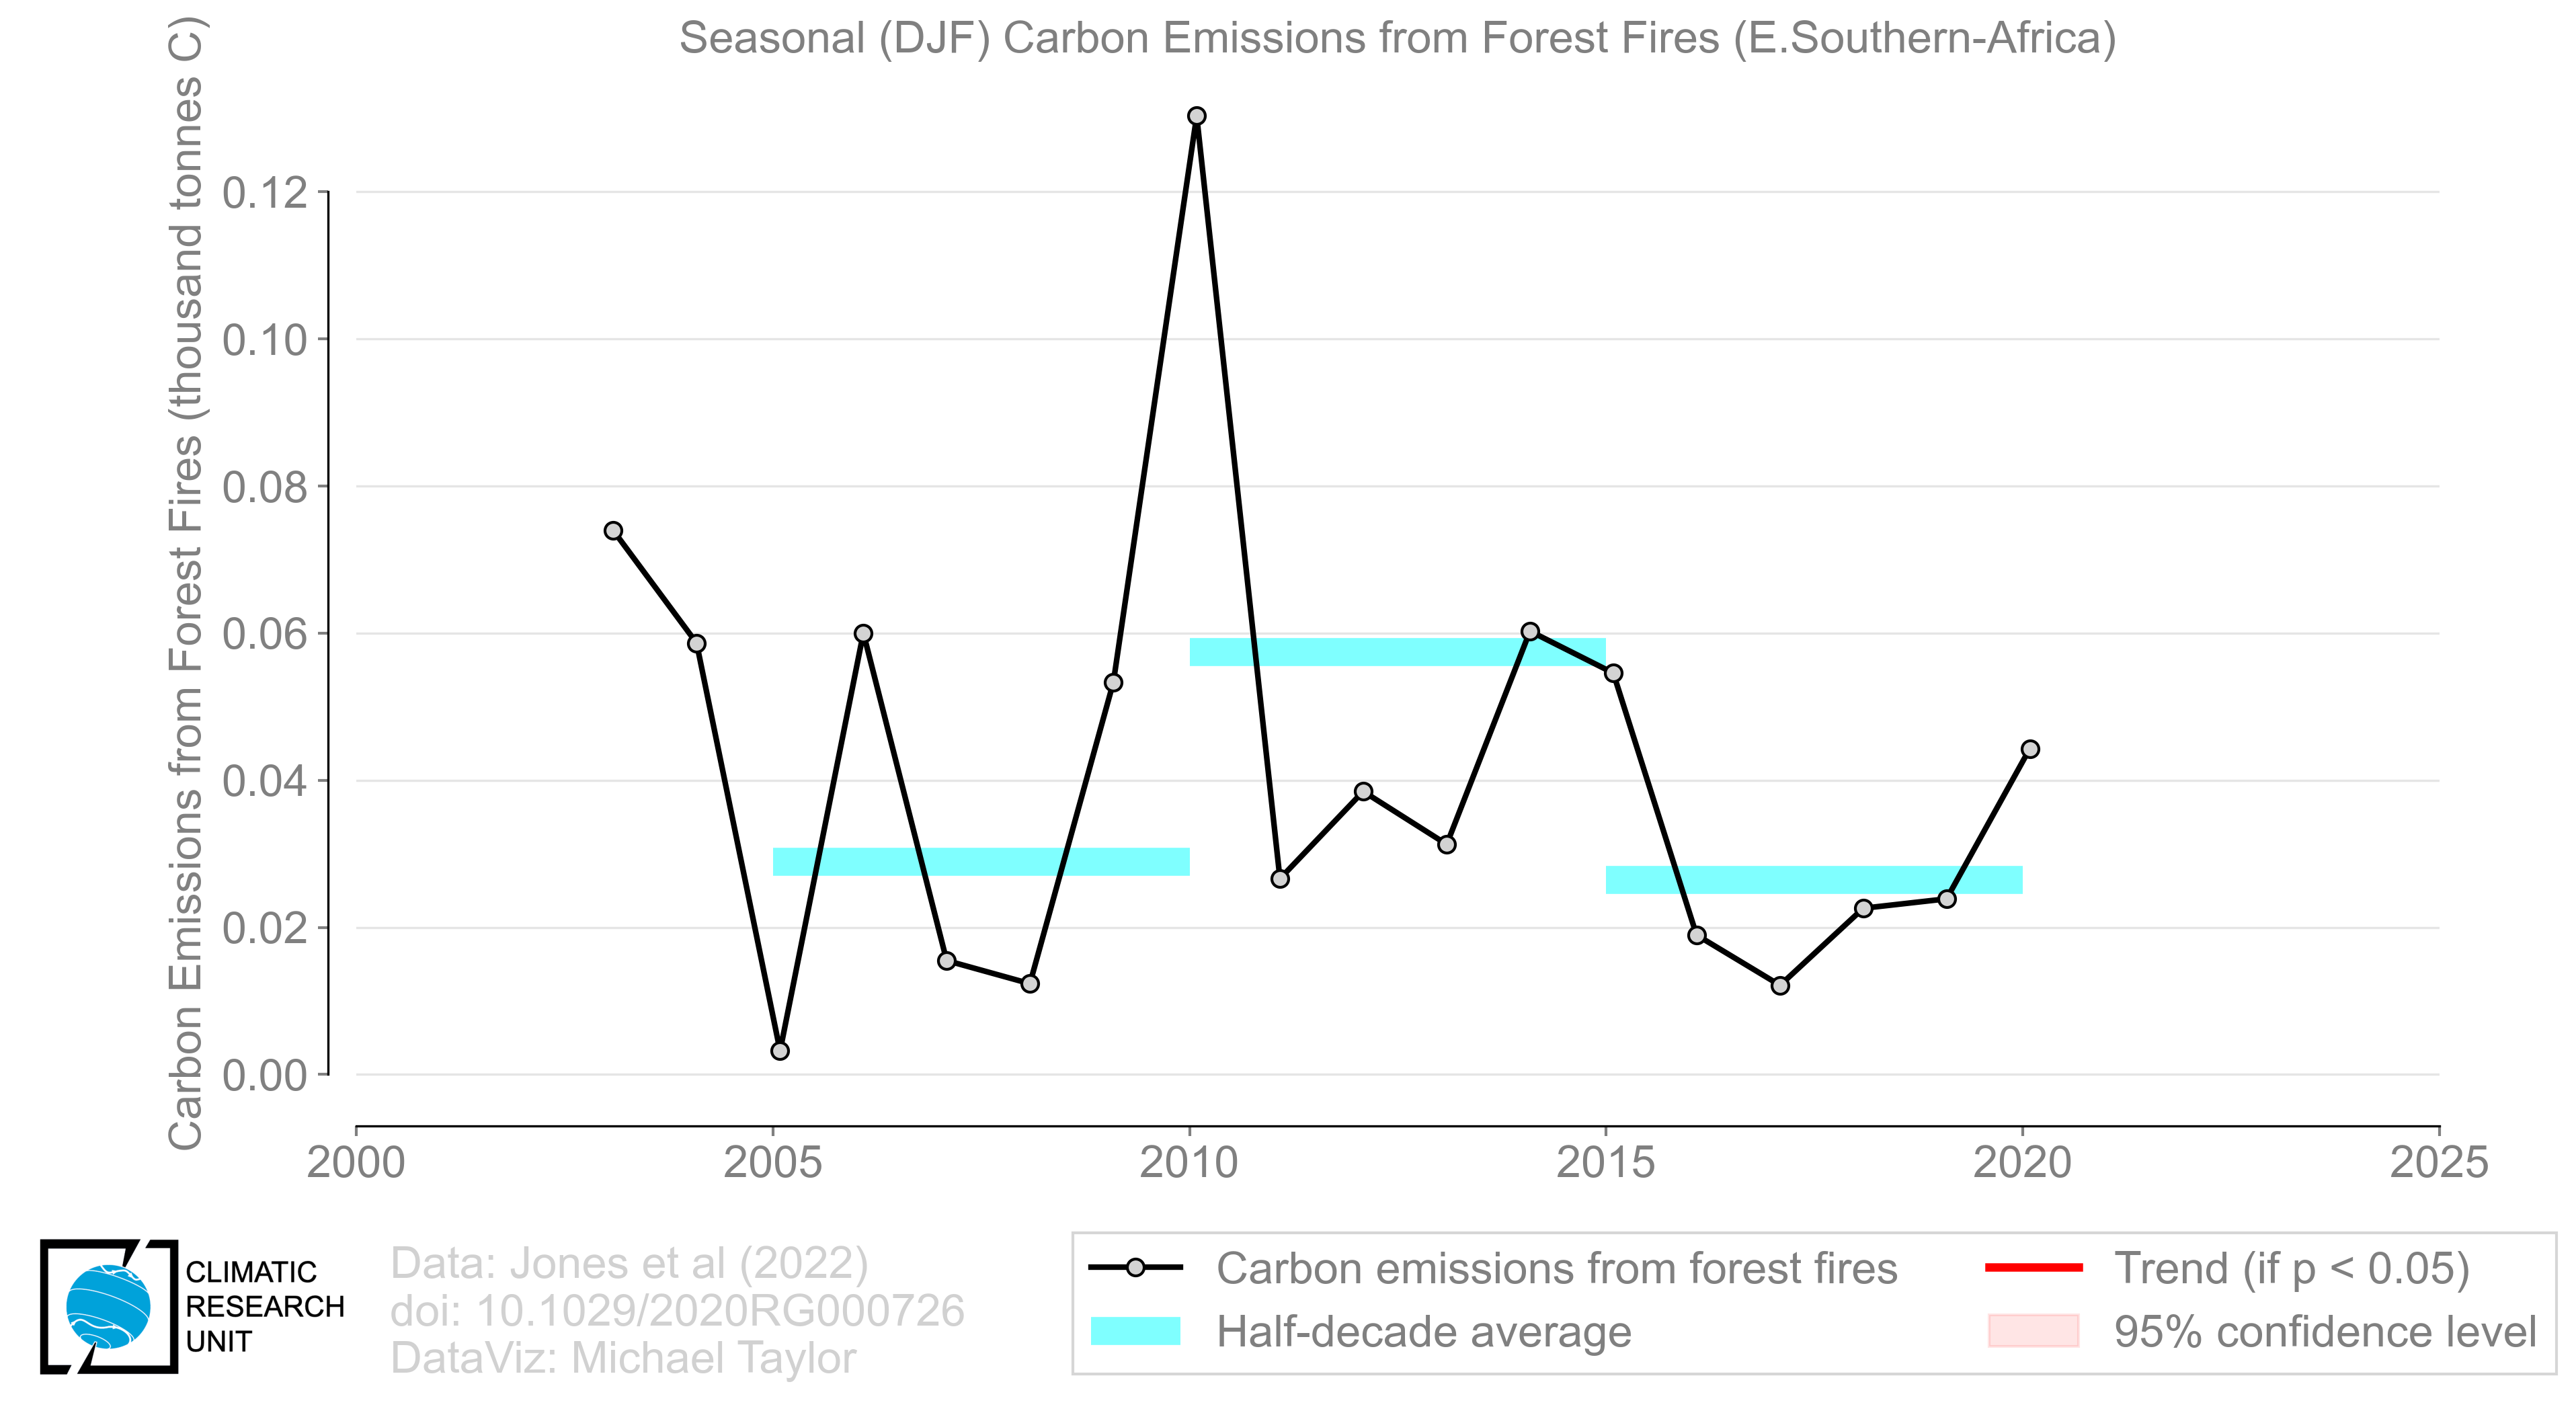 Seasonal (DJF) Carbon Emissions from Forest Fires (E.Southern-Africa)
Carbon Emissions from Forest Fires (thousand tonnes C)
0.12
0.10
0.08
0.06
0.04
0.02
0.00
2000
2005
2010
2015
2020
2025
CLIMATIC
RESEARCH
UNIT
Data: Jones et al (2022)
doi: 10.1029/2020RG000726
DataViz: Michael Taylor
Carbon emissions from forest fires
Half-decade average
Trend (if p < 0.05)
95% confidence level